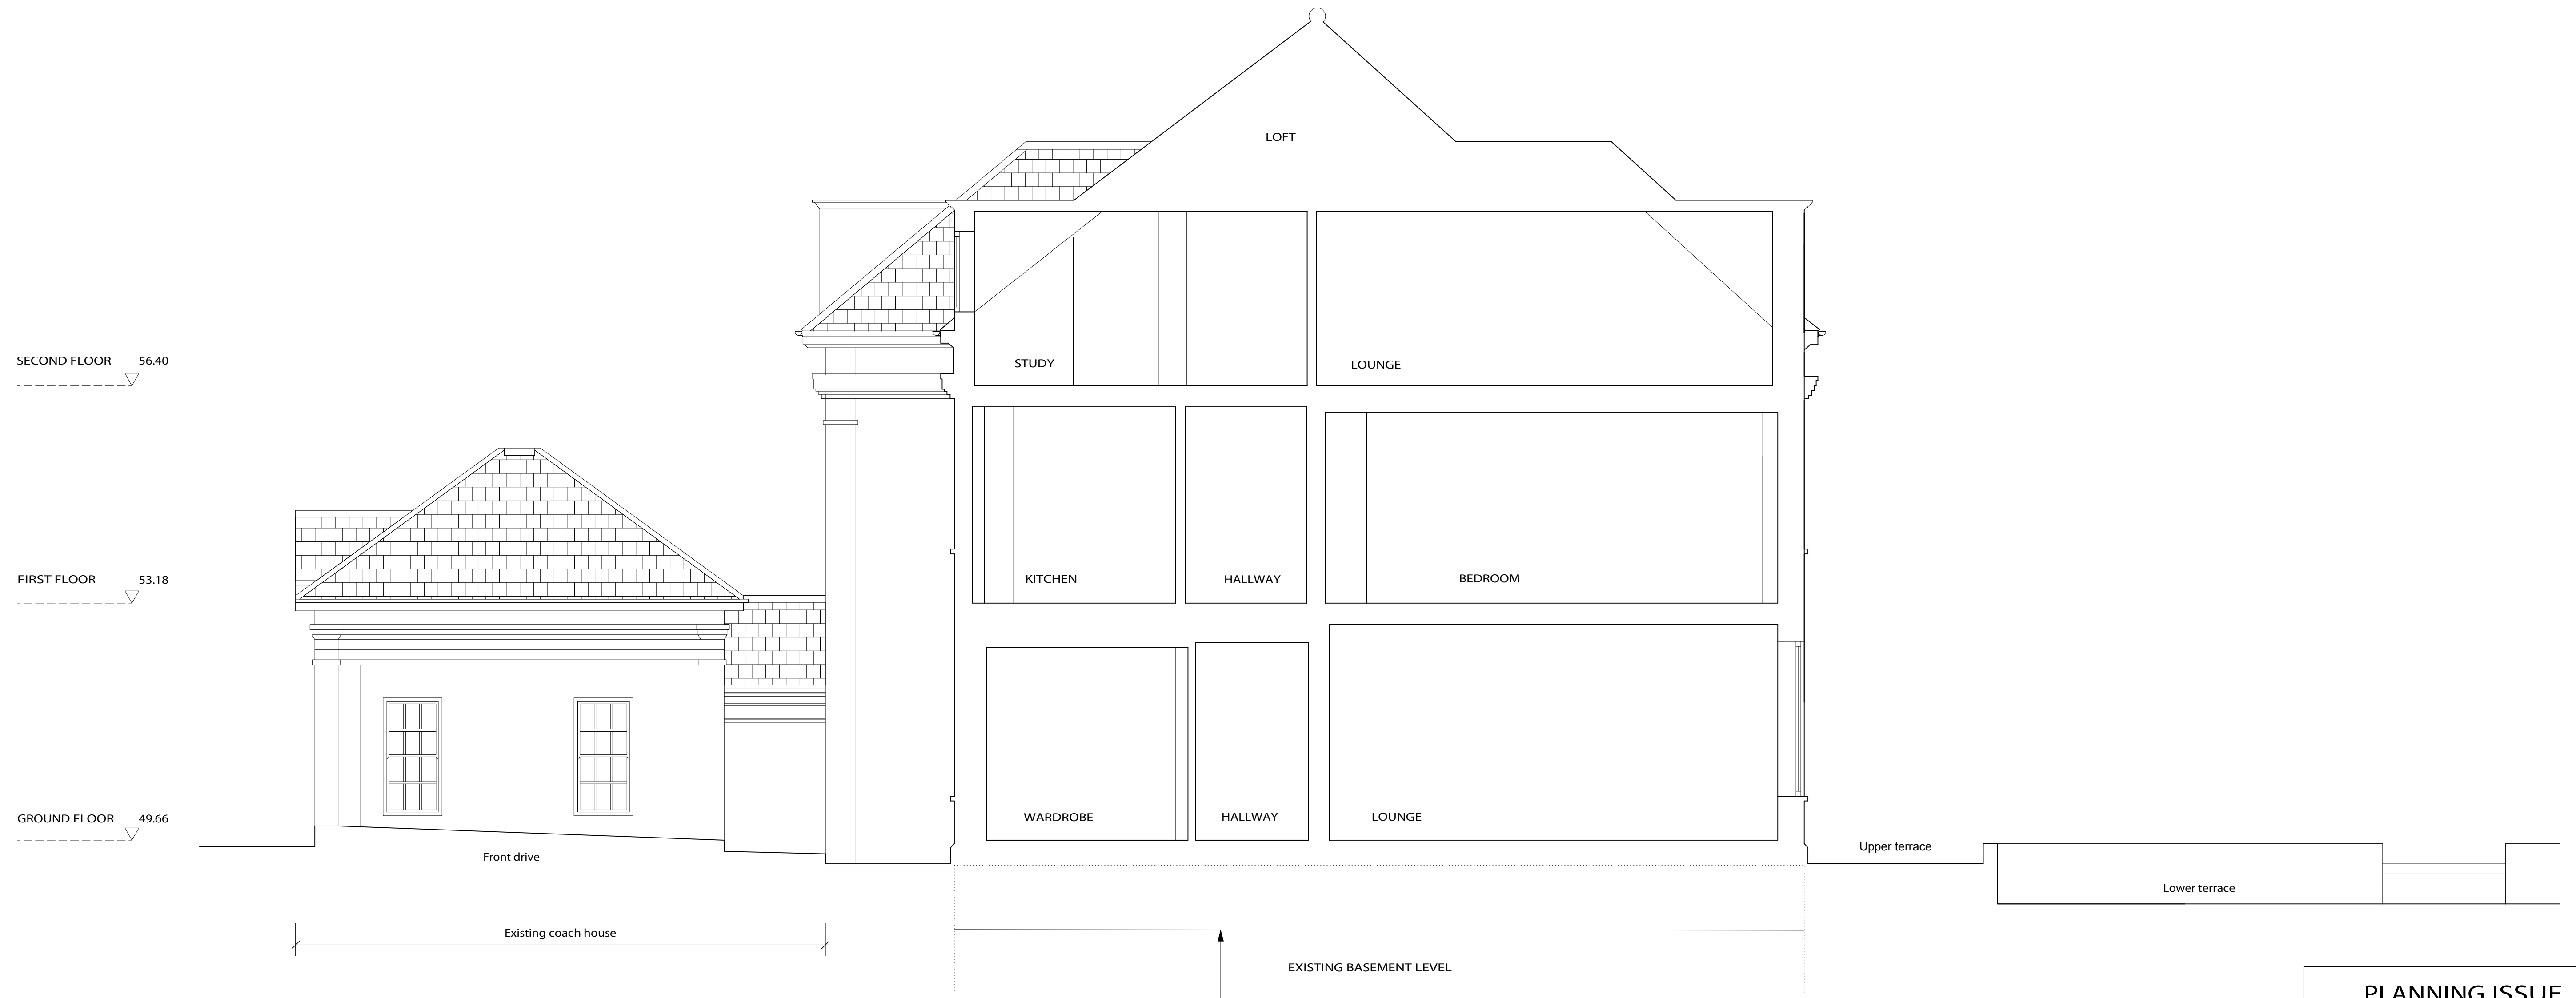 LOFT
SECOND FLOOR 56.40
STUDY
LOUNGE
FIRST FLOOR 53.18
KITCHEN
HALLWAY
BEDROOM
GROUND FLOOR 49.66
WARDROBE
HALLWAY
LOUNGE
Front drive
Upper terrace
Lower terrace
Existing coach house
EXISTING BASEMENT LEVEL
PLANNING ISSUE